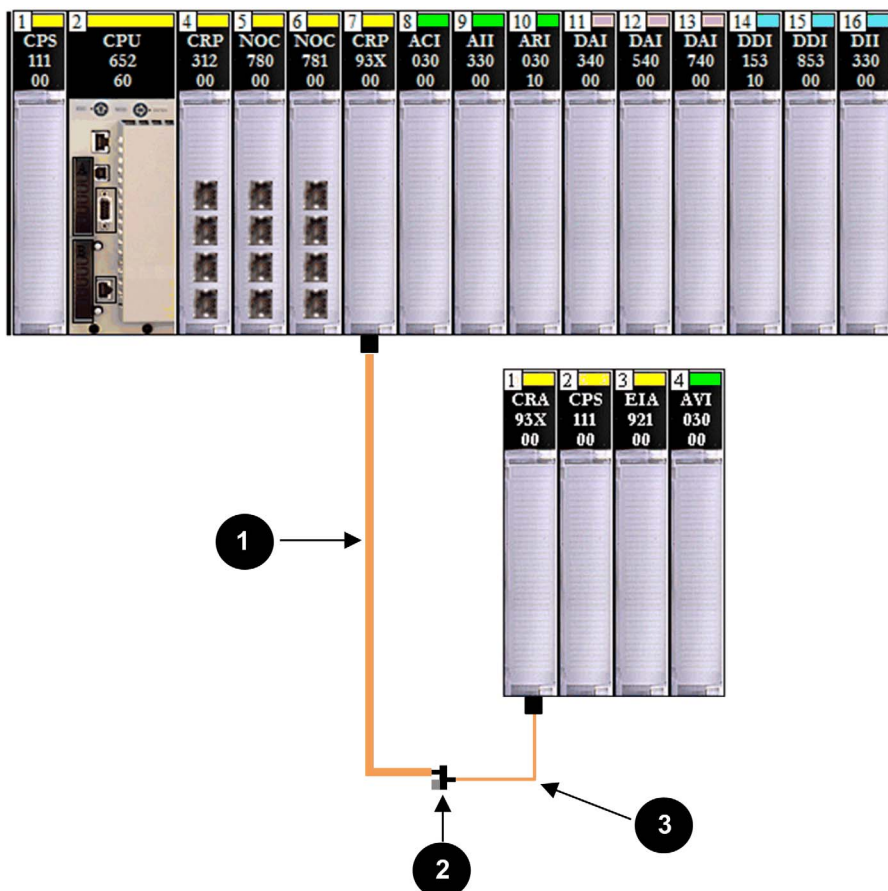 1 2 4 5 6 7 8 9 10 11 12 13 14 15 16
CPS CPU CRP NOC NOC CRP ACI AII ARI DAI DAI DAI DDI DDI DII
111 652 312 780 781 93X 030 330 030 340 540 740 153 853 330
00 60 00 00 00 00 00 00 10 00 00 00 10 00 00
1 2 3 4
CRA CPS EIA AVI
93X 111 921 030
00 00 00 00
1
3
2